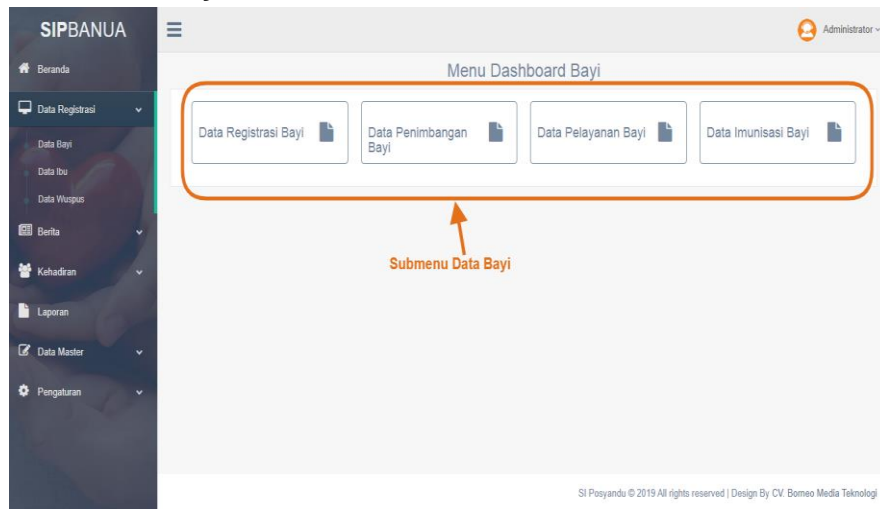 SIPBANUA
Administrator
Beranda
Menu Dashboard Bayi
Data Registrasi
Data Registrasi Bayi
Data Penimbangan
Bayi
Data Pelayanan Bayi
Data Imunisasi Bayi
Data Bayi
Data Ibu
Data Wuspus
Berita
Submenu Data Bayi
Kehadiran
Laporan
Data Master
Pengaturan
SI Posyandu © 2019 All rights reserved | Design By CV. Borneo Media Teknologi